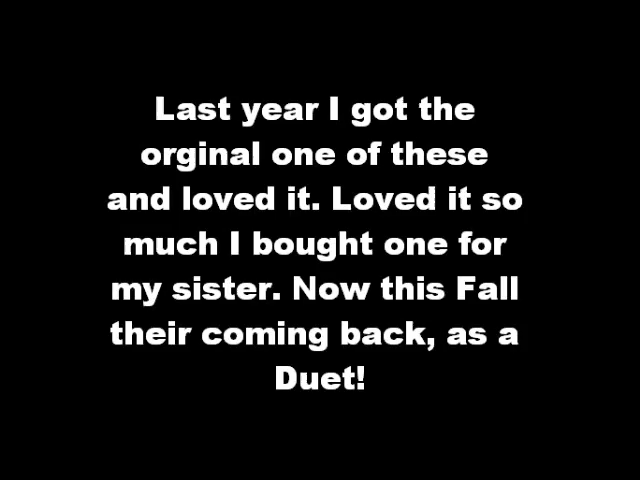 Last year I got the
orginal one of these
and loved it. Loved it so
much I bought one for
my sister. Now this Fall
their coming back, as a
Duet!